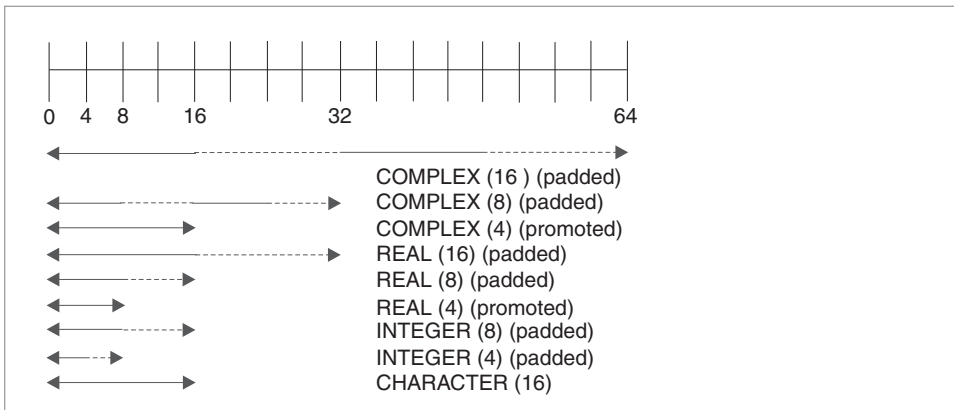 0 4 8 16 32 64
COMPLEX (16 ) (padded)
COMPLEX (8) (padded)
COMPLEX (4) (promoted)
REAL (16) (padded)
REAL (8) (padded)
REAL (4) (promoted)
INTEGER (8) (padded)
INTEGER (4) (padded)
CHARACTER (16)